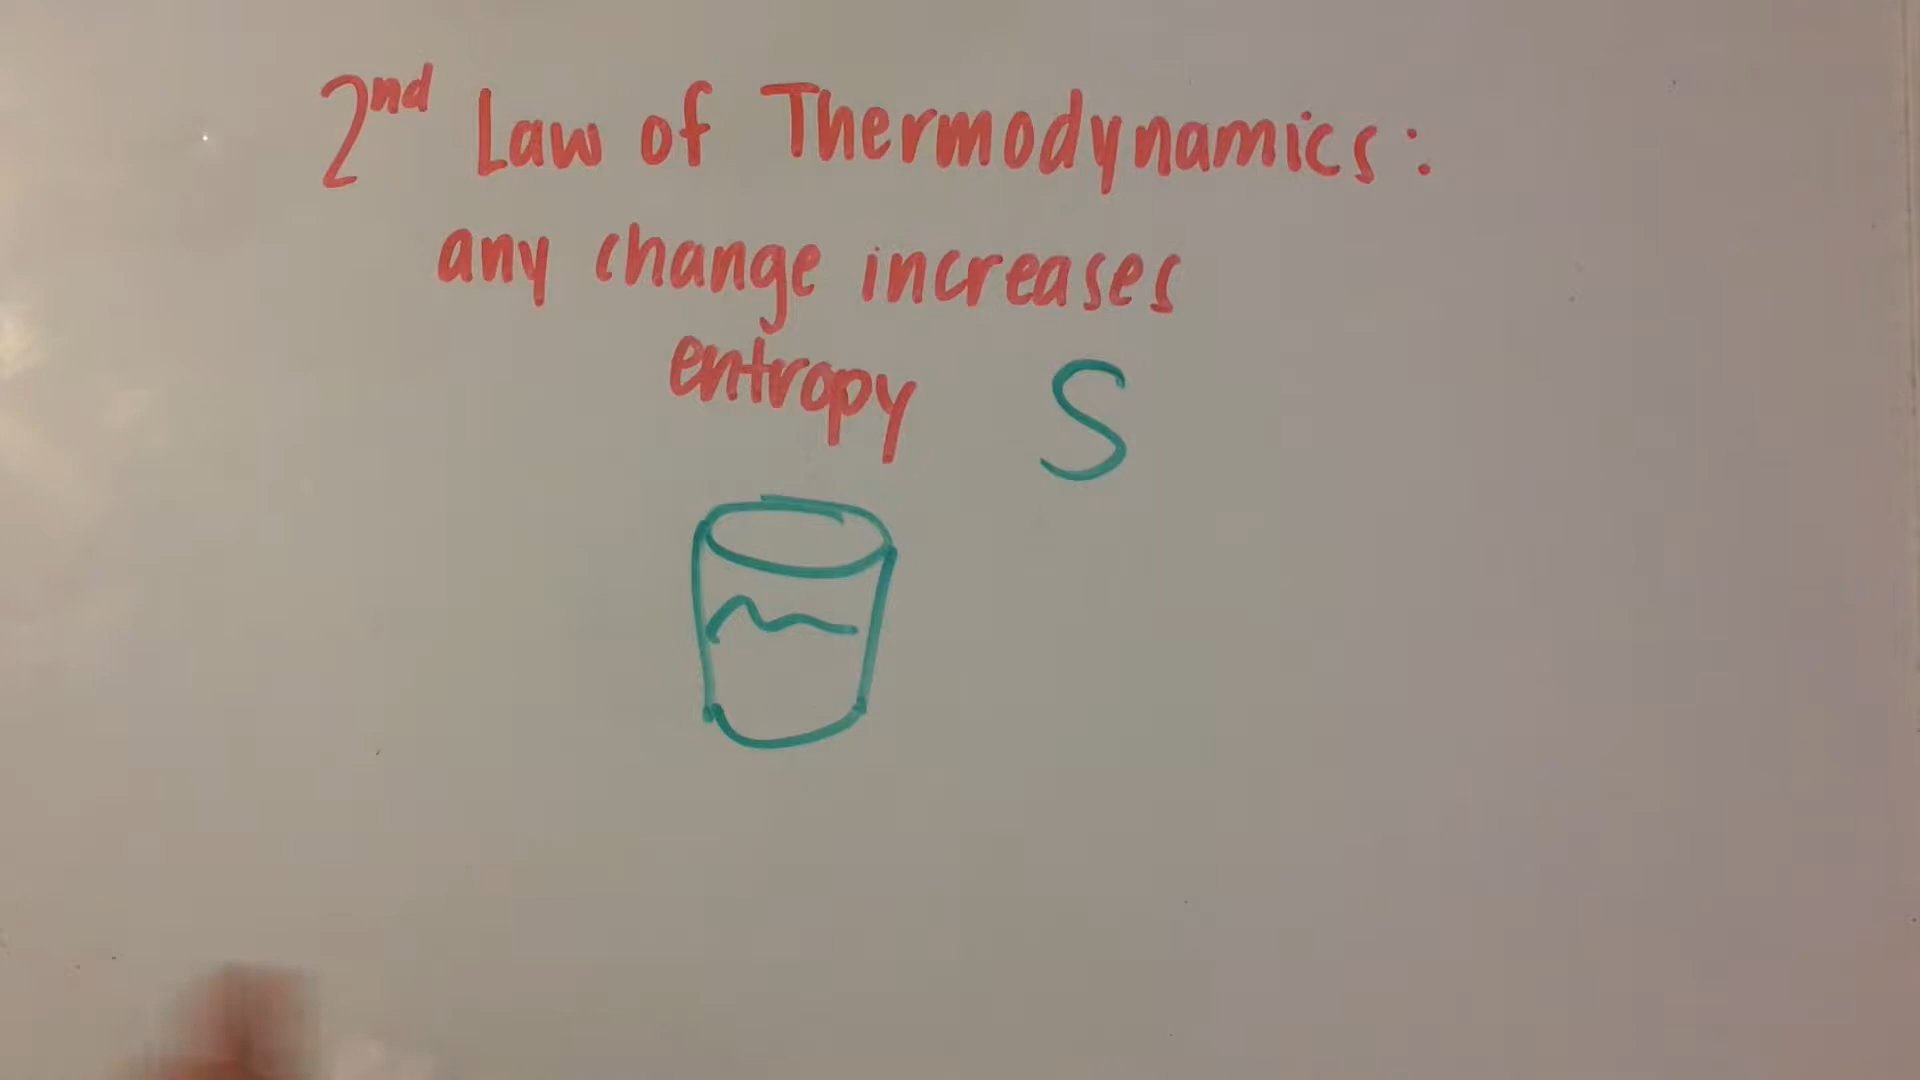 2nd Law of Thermodynamics:
any change increases
entropy S